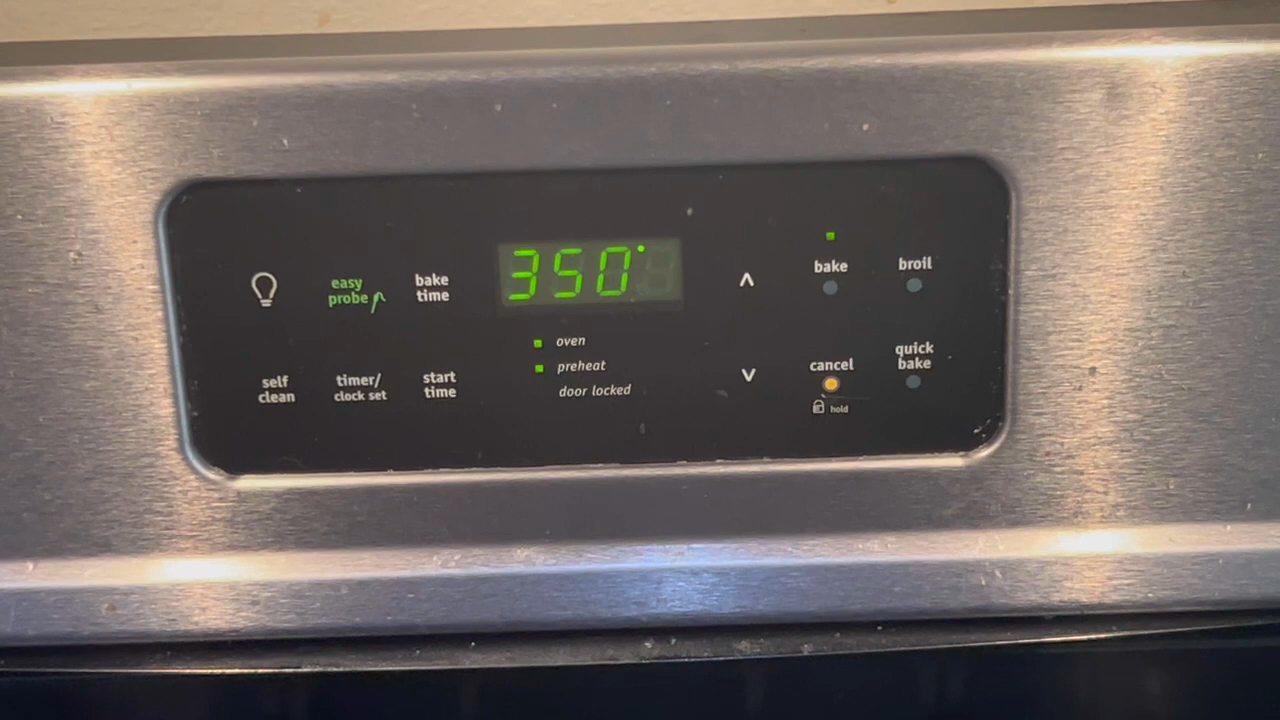 350°
bake
broil
easy
probe
bake
time
oven
preheat
door locked
self
clean
timer/
clock set
start
time
cancel
hold
quick
bake